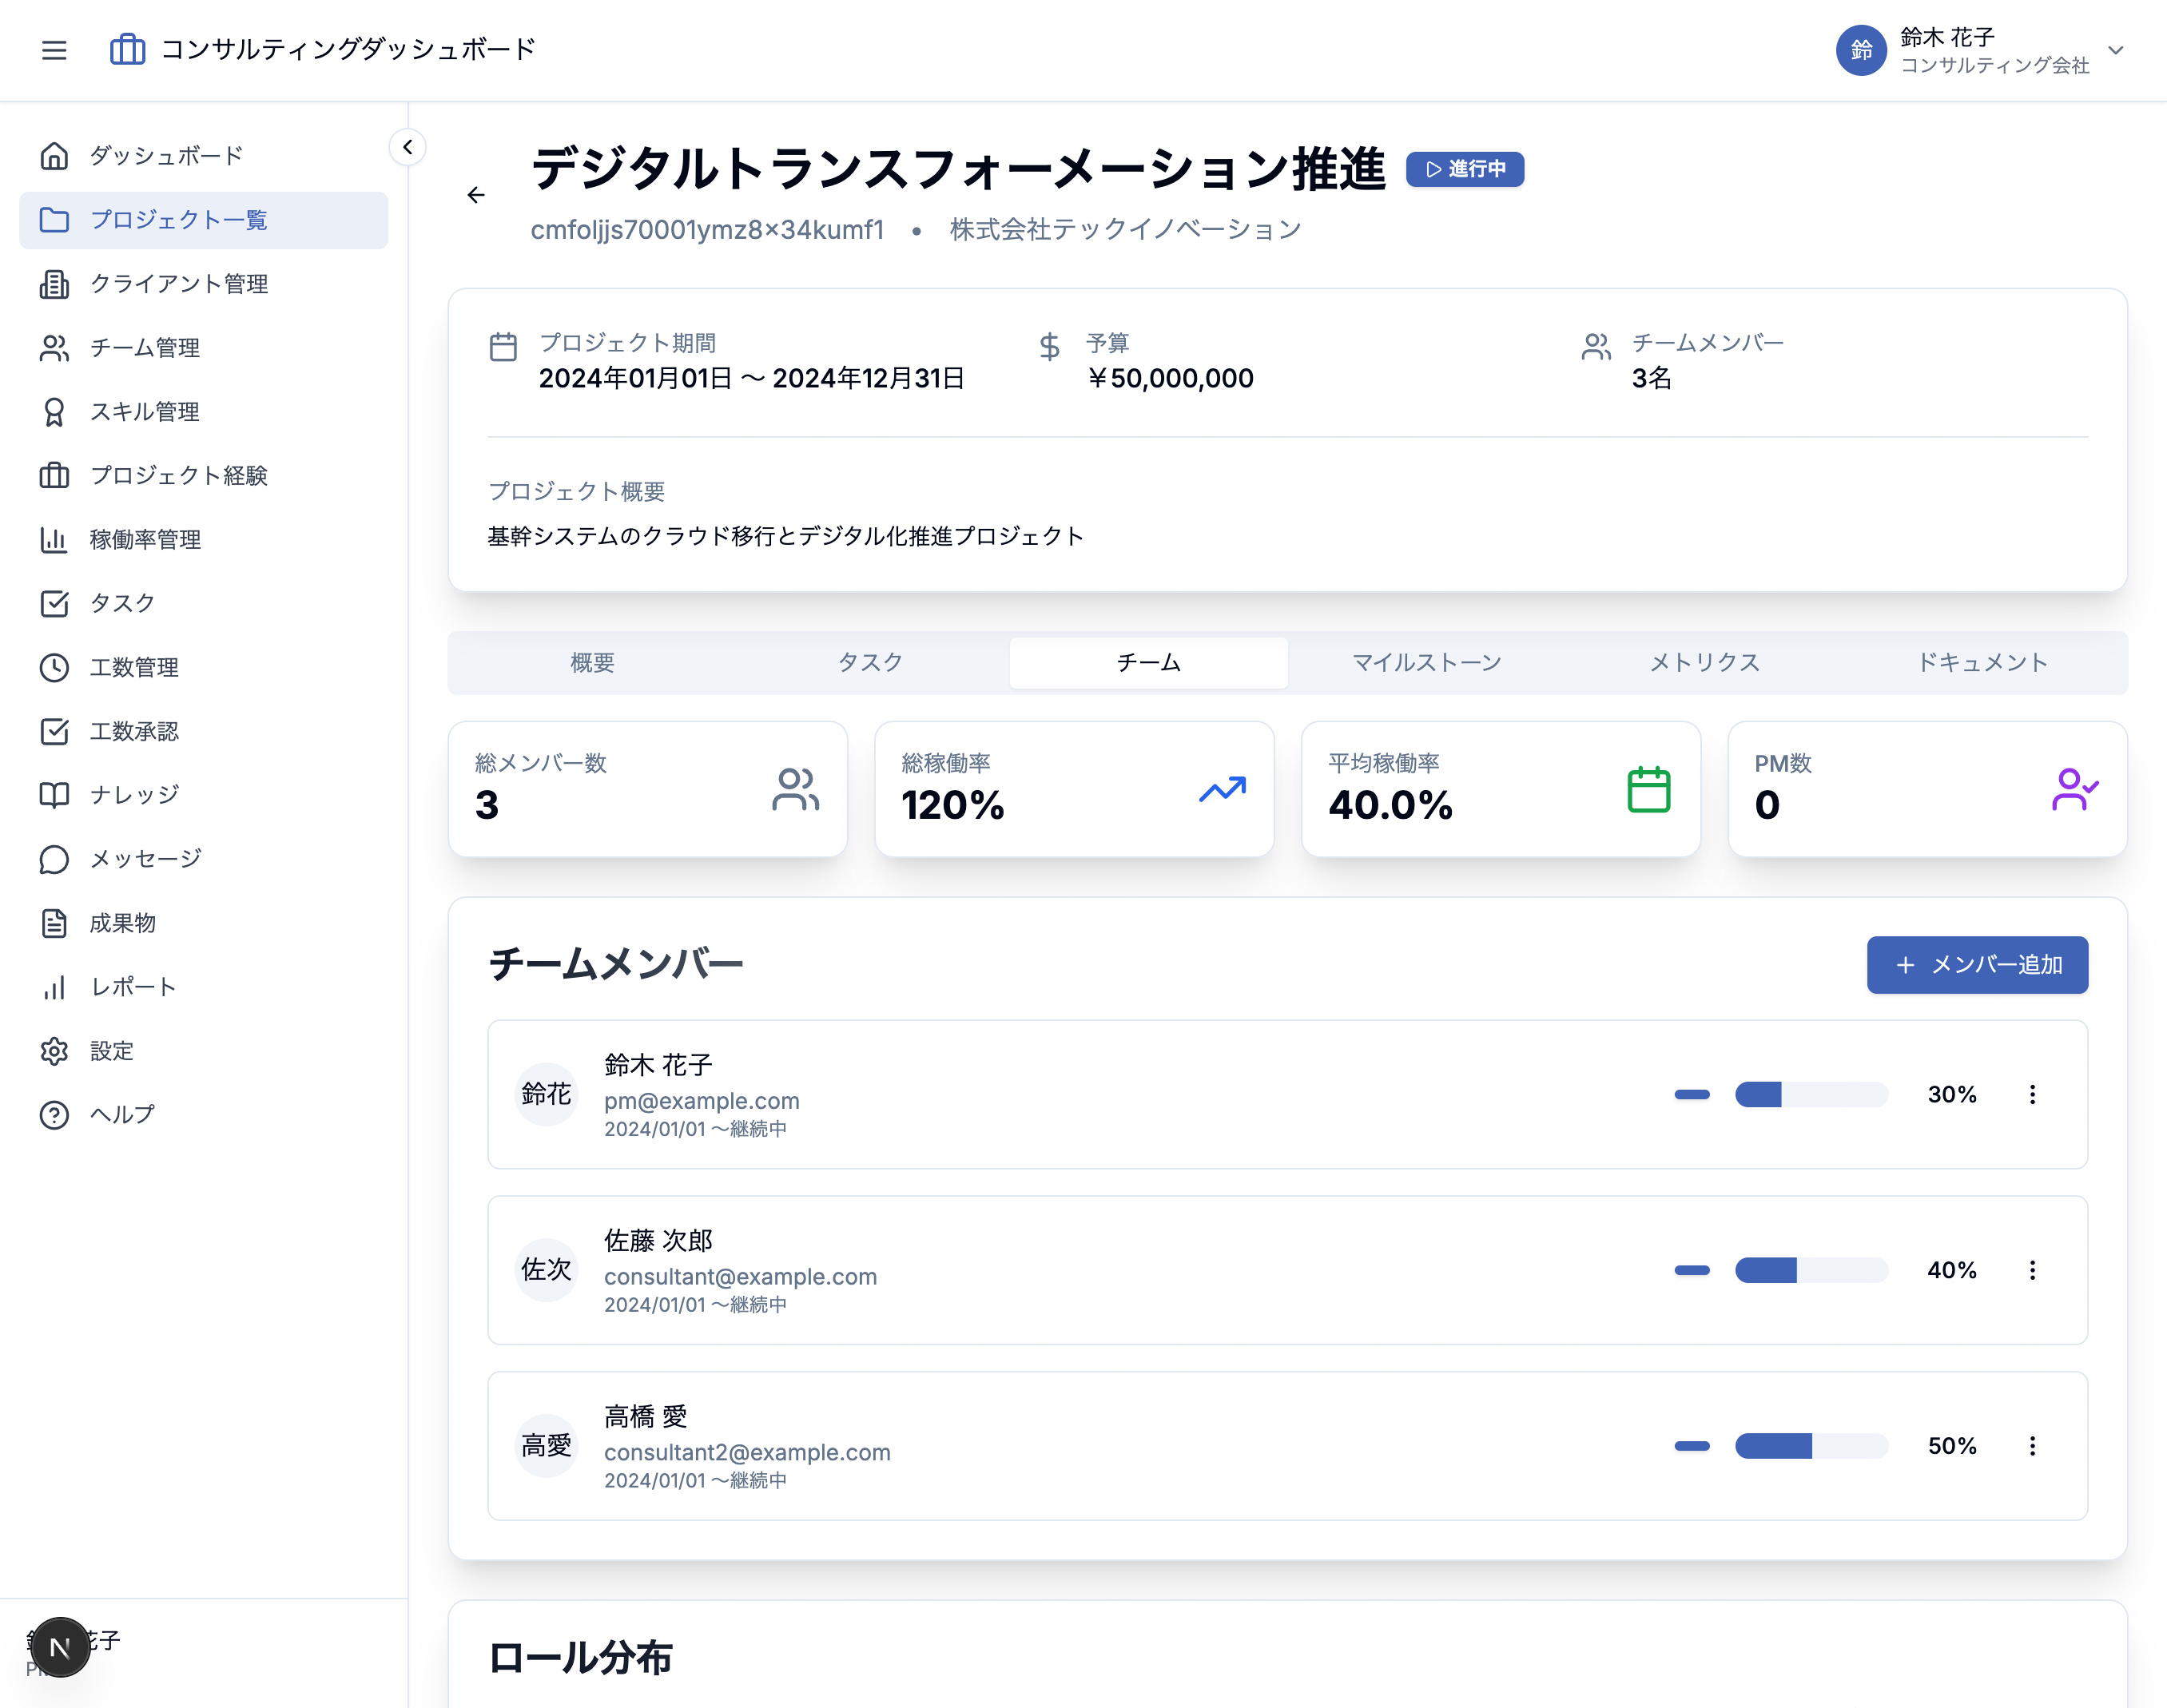 コンサルティングダッシュボード
鈴
鈴木 花子
コンサルティング会社
ダッシュボード
プロジェクト一覧
クライアント管理
チーム管理
スキル管理
プロジェクト経験
稼働率管理
タスク
工数管理
工数承認
ナレッジ
メッセージ
成果物
レポート
設定
ヘルプ
花子
N
デジタルトランスフォーメーション推進
進行中
cmfoljjs70001ymz8x34kumf1 • 株式会社テックイノベーション
プロジェクト期間
2024年01月01日 〜 2024年12月31日
予算
￥50,000,000
チームメンバー
3名
プロジェクト概要
基幹システムのクラウド移行とデジタル化推進プロジェクト
概要
タスク
チーム
マイルストーン
メトリクス
ドキュメント
総メンバー数
3
総稼働率
120%
平均稼働率
40.0%
PM数
0
チームメンバー
メンバー追加
鈴花
鈴木 花子
pm@example.com
2024/01/01 〜継続中
30%
佐次
佐藤 次郎
consultant@example.com
2024/01/01 〜継続中
40%
高愛
高橋 愛
consultant2@example.com
2024/01/01 〜継続中
50%
ロール分布